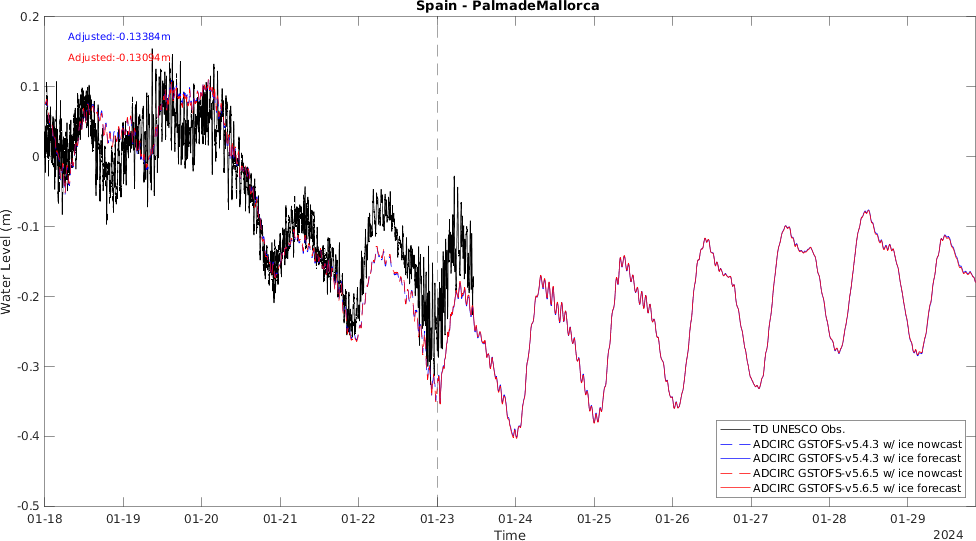 Spain - PalmadeMallorca
Adjusted:-0.13384m
Adjusted:-0.13094m
Water Level (m)
0.2
0.1
0
-0.1
-0.2
-0.3
-0.4
-0.5
TD UNESCO Obs.
ADCIRC GSTOFS-v5.4.3 w/ ice nowcast
ADCIRC GSTOFS-v5.4.3 w/ ice forecast
ADCIRC GSTOFS-v5.6.5 w/ ice nowcast
ADCIRC GSTOFS-v5.6.5 w/ ice forecast
01-18 01-19 01-20 01-21 01-22 01-23 01-24 01-25 01-26 01-27 01-28 01-29
Time
2024